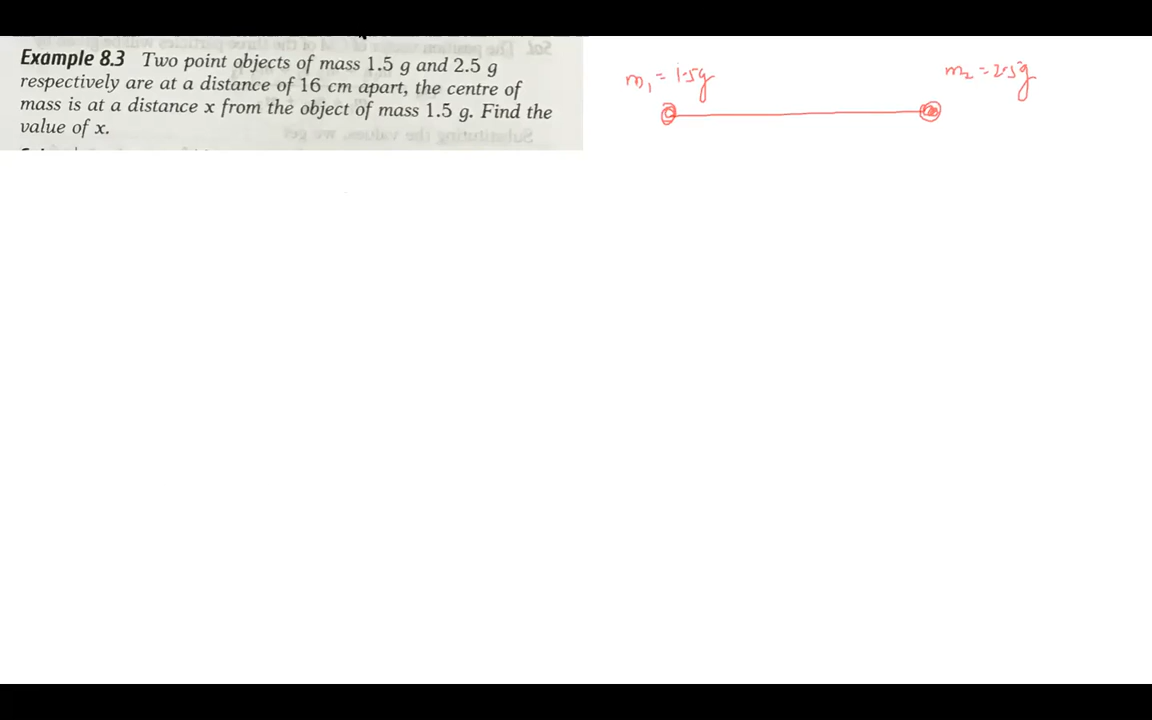 Example 8.3 Two point objects of mass 1.5 g and 2.5 g
respectively are at a distance of 16 cm apart, the centre of
mass is at a distance x from the object of mass 1.5 g. Find the
value of x.
m₁ = 1.5g
m₂ = 2.5g